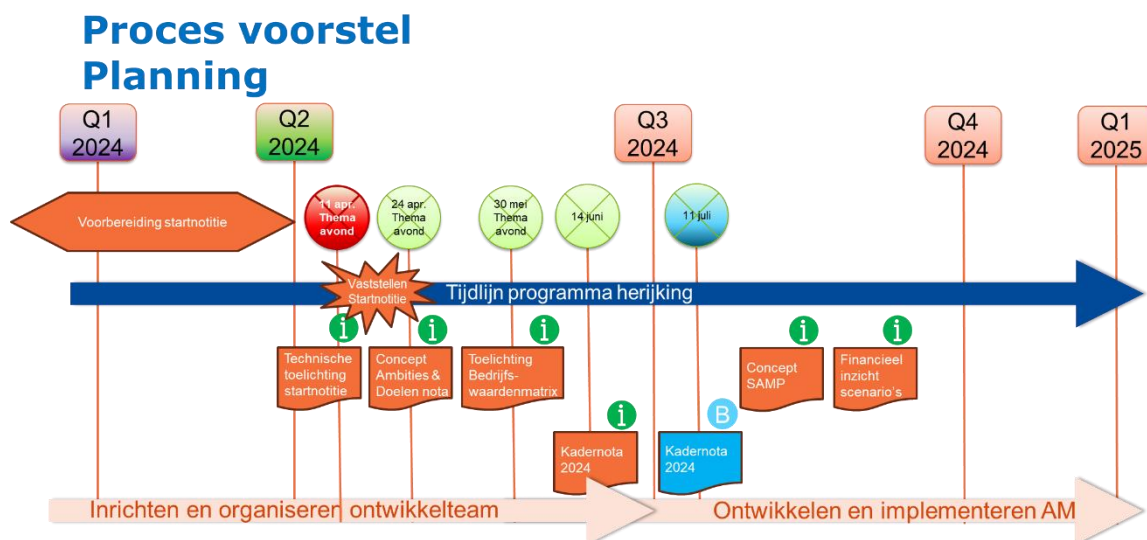 Proces voorstel
Planning
Q1
2024
Q2
2024
Q3
2024
Q4
2024
Q1
2025
Voorbereiding startnotitie
11 apr.
Thema
avond
24 apr.
Thema
avond
30 mei
Thema
avond
14 juni
11 juli
Vaststellen
Startnotitie
Tijdlijn programma herijking
i
i
i
i
i
Technische
toelichting
startnotitie
Concept
Ambities &
Doelen nota
Toelichting
Bedrijfs-
waardenmatrix
Concept
SAMP
Financieel
inzicht
scenario's
i
B
Kadernota
2024
Kadernota
2024
Inrichten en organiseren ontwikkelteam
Ontwikkelen en implementeren AM